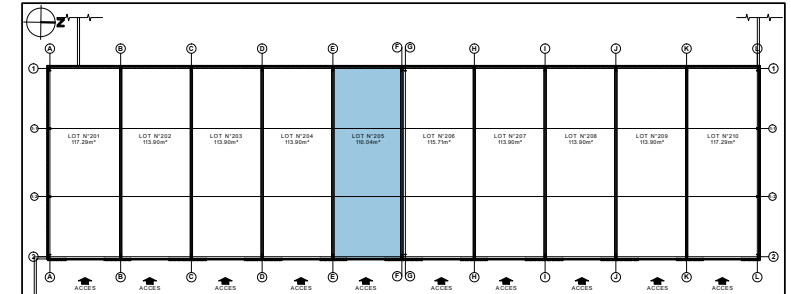 Z
A B C D E F G H I J K L
1 1
LOT N°201 LOT N°202 LOT N°203 LOT N°204 LOT N°205 LOT N°206 LOT N°207 LOT N°208 LOT N°209 LOT N°210
117.29m² 113.90m² 113.90m² 113.90m² 110.04m² 115.71m² 113.90m² 113.90m² 113.90m² 117.29m²
2 2
A B C D E F G H I J K L
ACCES ACCES ACCES ACCES ACCES ACCES ACCES ACCES ACCES ACCES